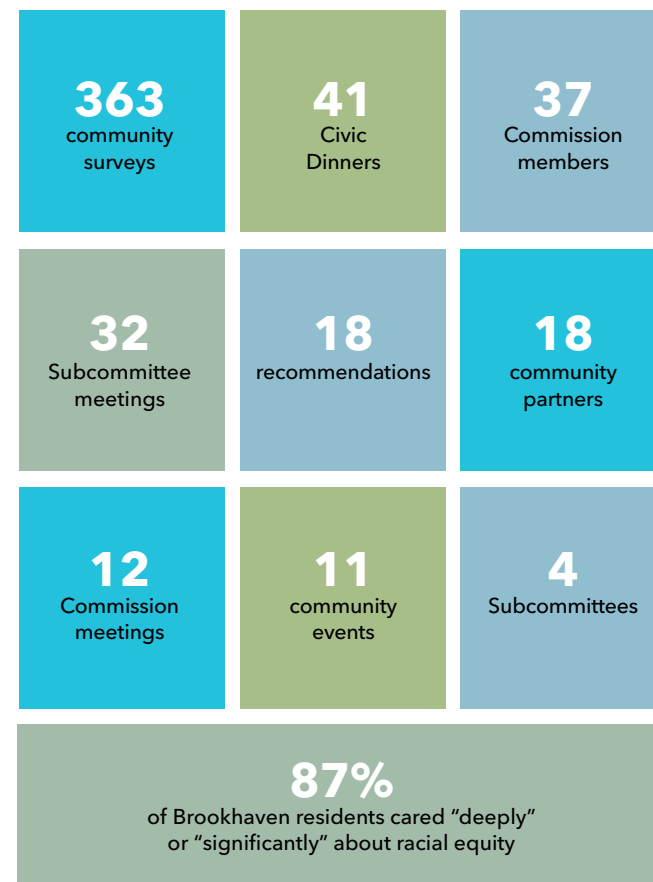 363
community
surveys
41
Civic
Dinners
37
Commission
members
32
Subcommittee
meetings
18
recommendations
18
community
partners
12
Commission
meetings
11
community
events
4
Subcommittees
87%
of Brookhaven residents cared “deeply”
or “significantly” about racial equity